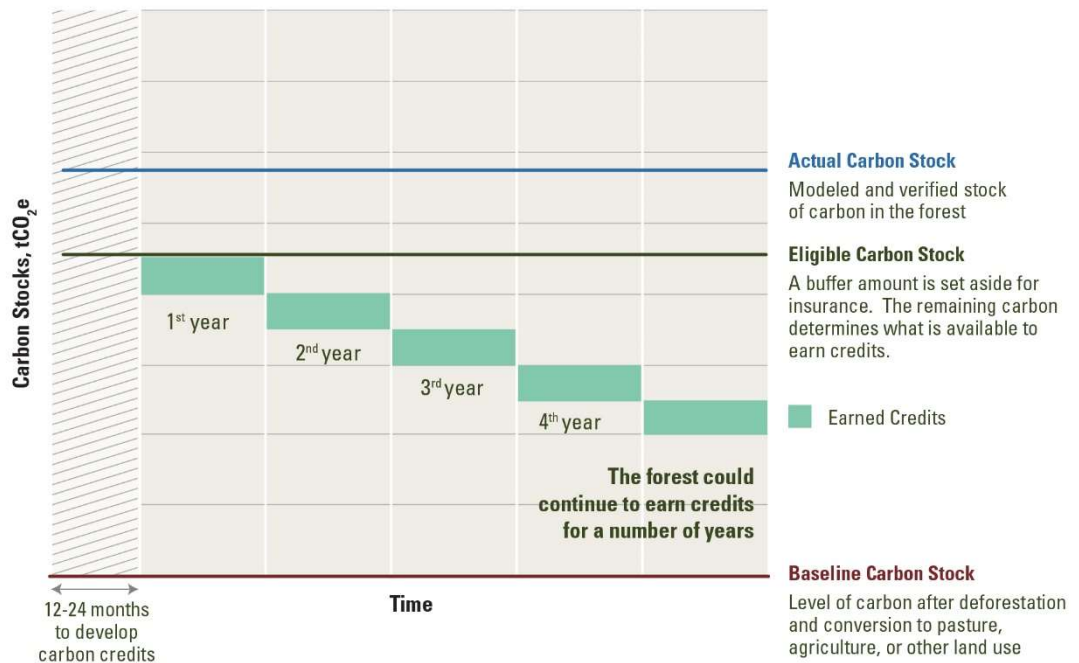 Carbon Stocks, tCO₂e
1st year
2nd year
3rd year
4th year
The forest could
continue to earn credits
for a number of years
12-24 months
to develop
carbon credits
Time
Actual Carbon Stock
Modeled and verified stock
of carbon in the forest
Eligible Carbon Stock
A buffer amount is set aside for
insurance.  The remaining carbon
determines what is available to
earn credits.
Earned Credits
Baseline Carbon Stock
Level of carbon after deforestation
and conversion to pasture,
agriculture, or other land use